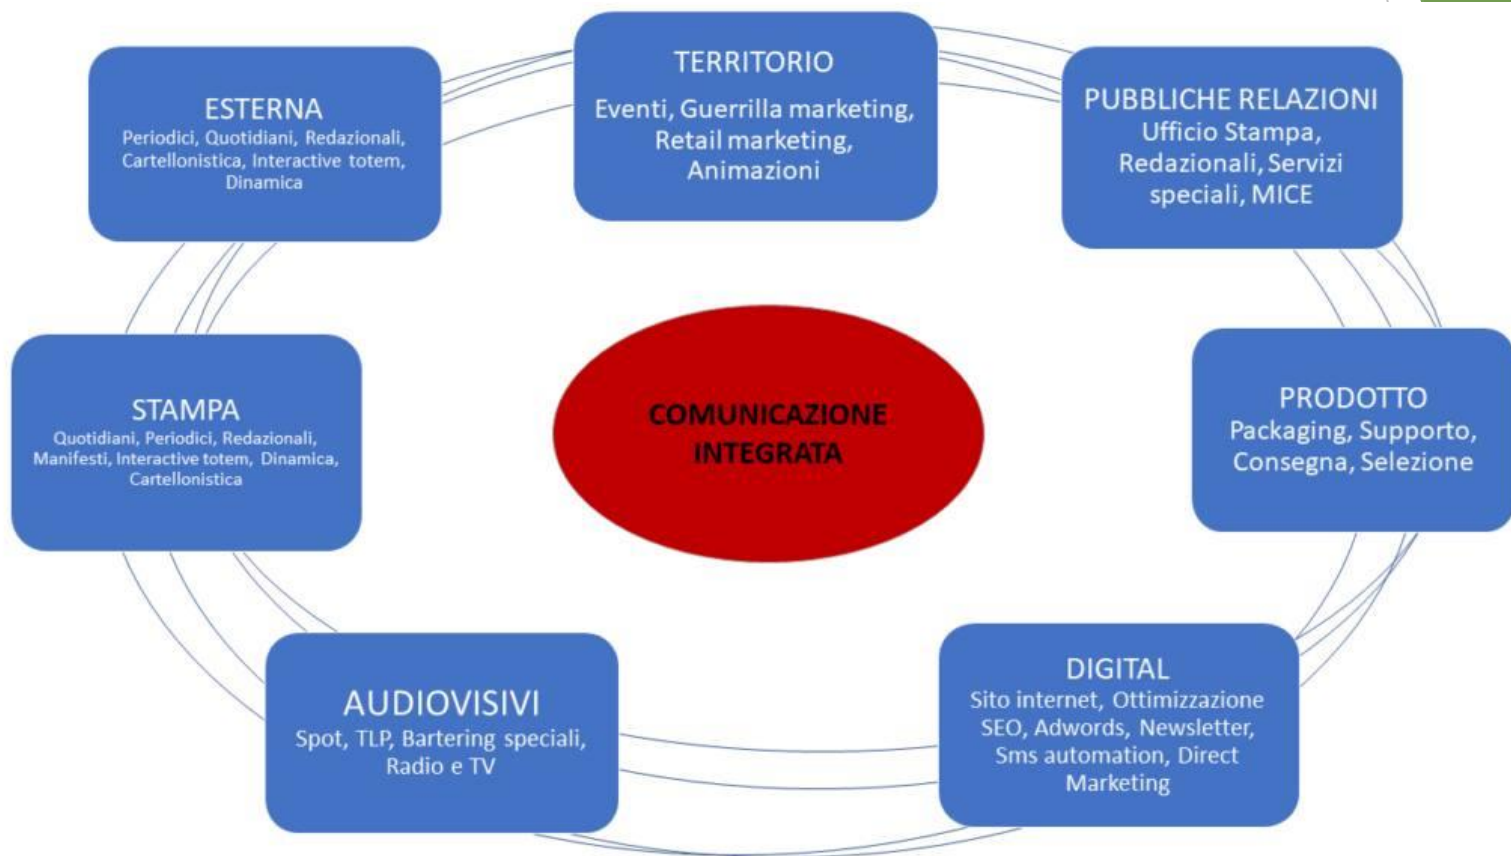 TERRITORIO
Eventi, Guerrilla marketing,
Retail marketing,
Animazioni
PUBBLICHE RELAZIONI
Ufficio Stampa,
Redazionali, Servizi
speciali, MICE
ESTERNA
Periodici, Quotidiani, Redazionali,
Cartellonistica, Interactive totem,
Dinamica
STAMPA
Quotidiani, Periodici, Redazionali,
Manifesti, Interactive totem, Dinamica,
Cartellonistica
COMUNICAZIONE
INTEGRATA
PRODOTTO
Packaging, Supporto,
Consegna, Selezione
AUDIOVISIVI
Spot, TLP, Bartering speciali,
Radio e TV
DIGITAL
Sito internet, Ottimizzazione
SEO, Adwords, Newsletter,
Sms automation, Direct
Marketing